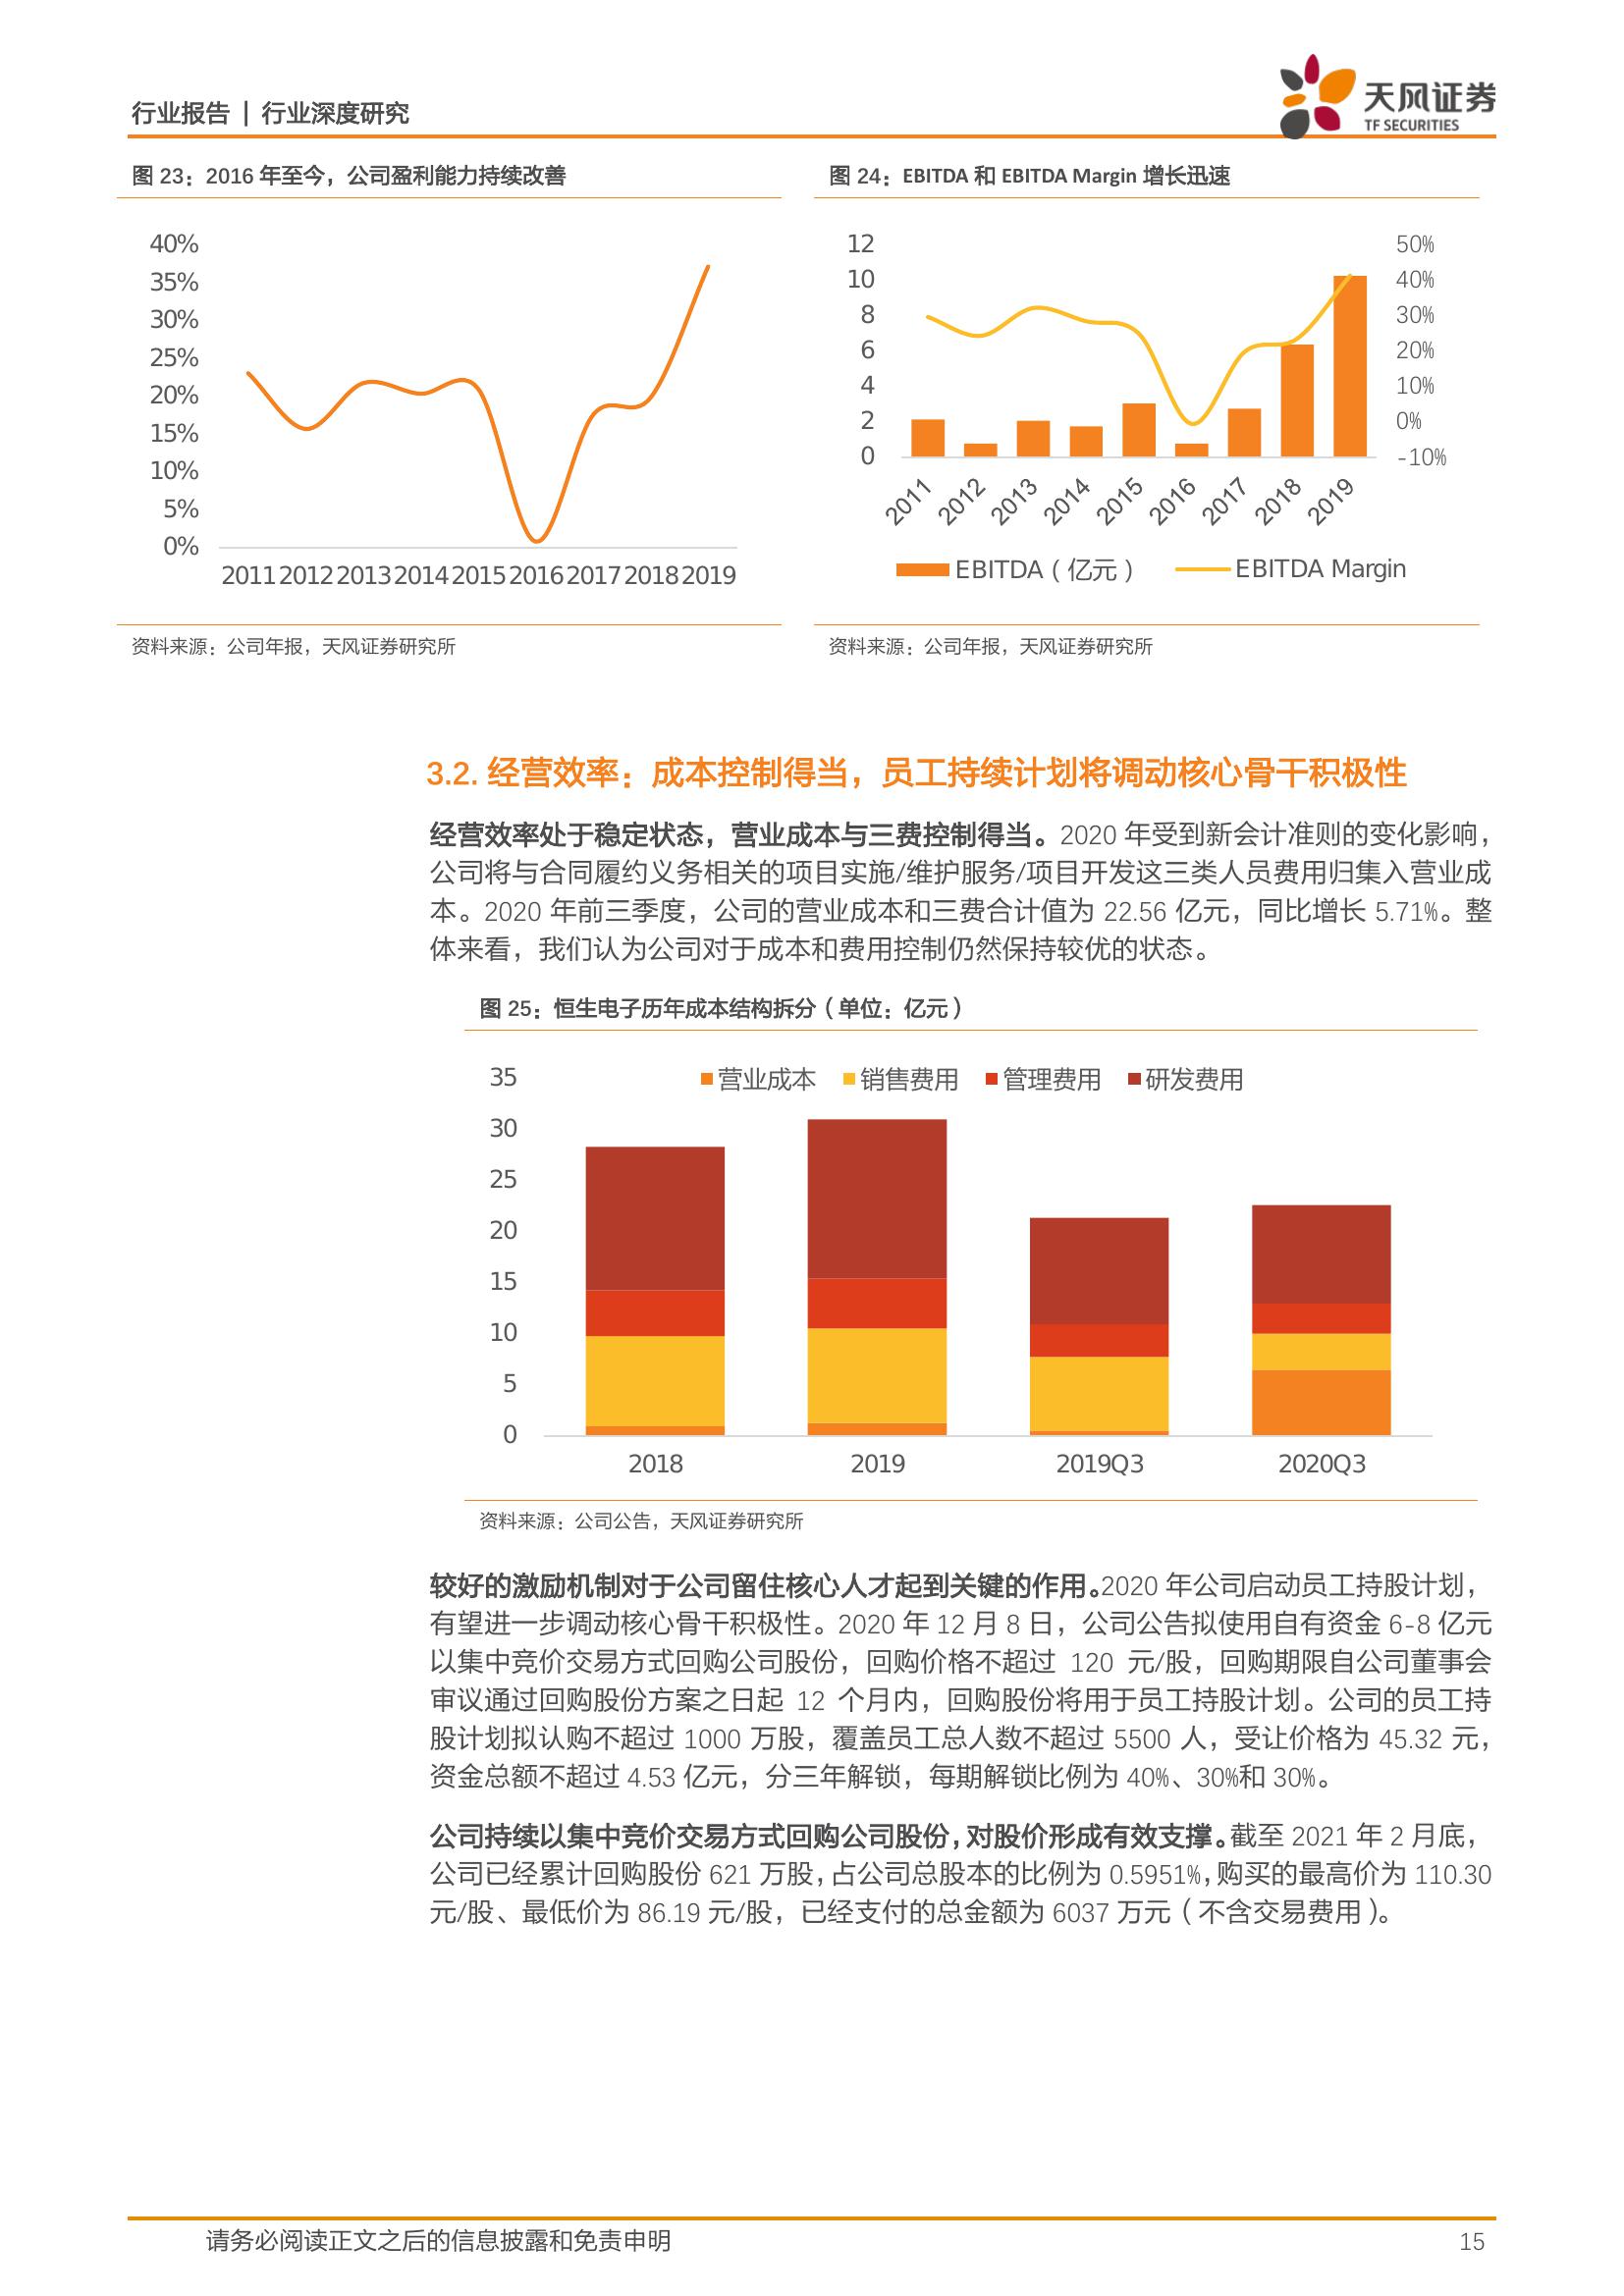 行业报告 | 行业深度研究
天风证券
TF SECURITIES
图 23：2016 年至今，公司盈利能力持续改善
40%
35%
30%
25%
20%
15%
10%
5%
0%
2011 2012 2013 2014 2015 2016 2017 2018 2019
资料来源：公司年报，天风证券研究所
图 24：EBITDA 和 EBITDA Margin 增长迅速
12
10
8
6
4
2
0
50%
40%
30%
20%
10%
0%
-10%
2011 2012 2013 2014 2015 2016 2017 2018 2019
EBITDA（亿元） EBITDA Margin
资料来源：公司年报，天风证券研究所
3.2. 经营效率：成本控制得当，员工持续计划将调动核心骨干积极性
经营效率处于稳定状态，营业成本与三费控制得当。2020 年受到新会计准则的变化影响，
公司将与合同履约义务相关的项目实施/维护服务/项目开发这三类人员费用归集入营业成
本。2020 年前三季度，公司的营业成本和三费合计值为 22.56 亿元，同比增长 5.71%。整
体来看，我们认为公司对于成本和费用控制仍然保持较优的状态。
图 25：恒生电子历年成本结构拆分（单位：亿元）
营业成本 销售费用 管理费用 研发费用
35
30
25
20
15
10
5
0
2018 2019 2019Q3 2020Q3
资料来源：公司公告，天风证券研究所
较好的激励机制对于公司留住核心人才起到关键的作用。2020 年公司启动员工持股计划，
有望进一步调动核心骨干积极性。2020 年 12 月 8 日，公司公告拟使用自有资金 6-8 亿元
以集中竞价交易方式回购公司股份，回购价格不超过 120 元/股，回购期限自公司董事会
审议通过回购股份方案之日起 12 个月内，回购股份将用于员工持股计划。公司的员工持
股计划拟认购不超过 1000 万股，覆盖员工总人数不超过 5500 人，受让价格为 45.32 元，
资金总额不超过 4.53 亿元，分三年解锁，每期解锁比例为 40%、30%和 30%。
公司持续以集中竞价交易方式回购公司股份，对股价形成有效支撑。截至 2021 年 2 月底，
公司已经累计回购股份 621 万股，占公司总股本的比例为 0.5951%，购买的最高价为 110.30
元/股、最低价为 86.19 元/股，已经支付的总金额为 6037 万元（不含交易费用）。
请务必阅读正文之后的信息披露和免责申明
15